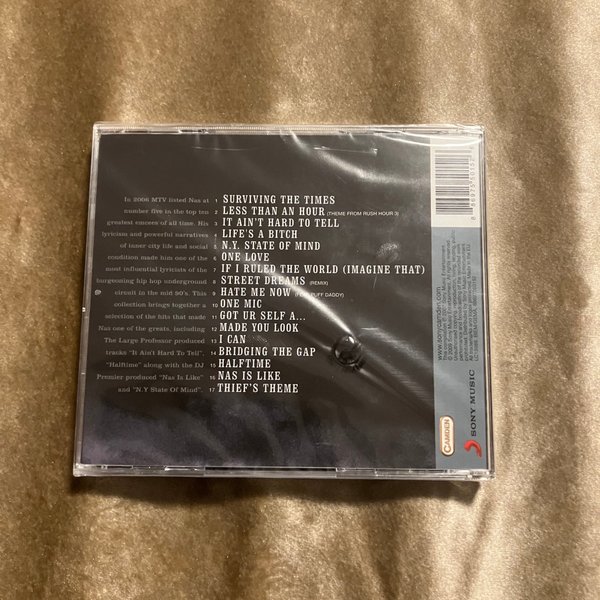 In 2006 MTV listed Nas at
number five in the top ten
greatest emcees of all time. His
lyricism and powerful narratives
of inner city life and social
condition made him one of the
most influential lyricists of the
burgeoning hip hop underground
circuit in the mid 90's. This
collection brings together a
selection of the hits that made
Nas one of the greats, including
The Large Professor produced
tracks "It Ain't Hard To Tell",
"Halftime" along with the DJ
Premier produced "Nas Is Like"
and "N.Y State Of Mind".
1 SURVIVING THE TIMES
2 LESS THAN AN HOUR (THEME FROM RUSH HOUR 3)
3 IT AIN'T HARD TO TELL
4 LIFE'S A BITCH
5 N.Y. STATE OF MIND
6 ONE LOVE
7 IF I RULED THE WORLD (IMAGINE THAT)
8 STREET DREAMS (REMIX)
9 HATE ME NOW PUFF DADDY)
10 ONE MIC
11 GOT UR SELF A...
12 MADE YOU LOOK
13 I CAN
14 BRIDGING THE GAP
15 HALFTIME
16 NAS IS LIKE
17 THIEF'S THEME
CAMDEN
SONY MUSIC